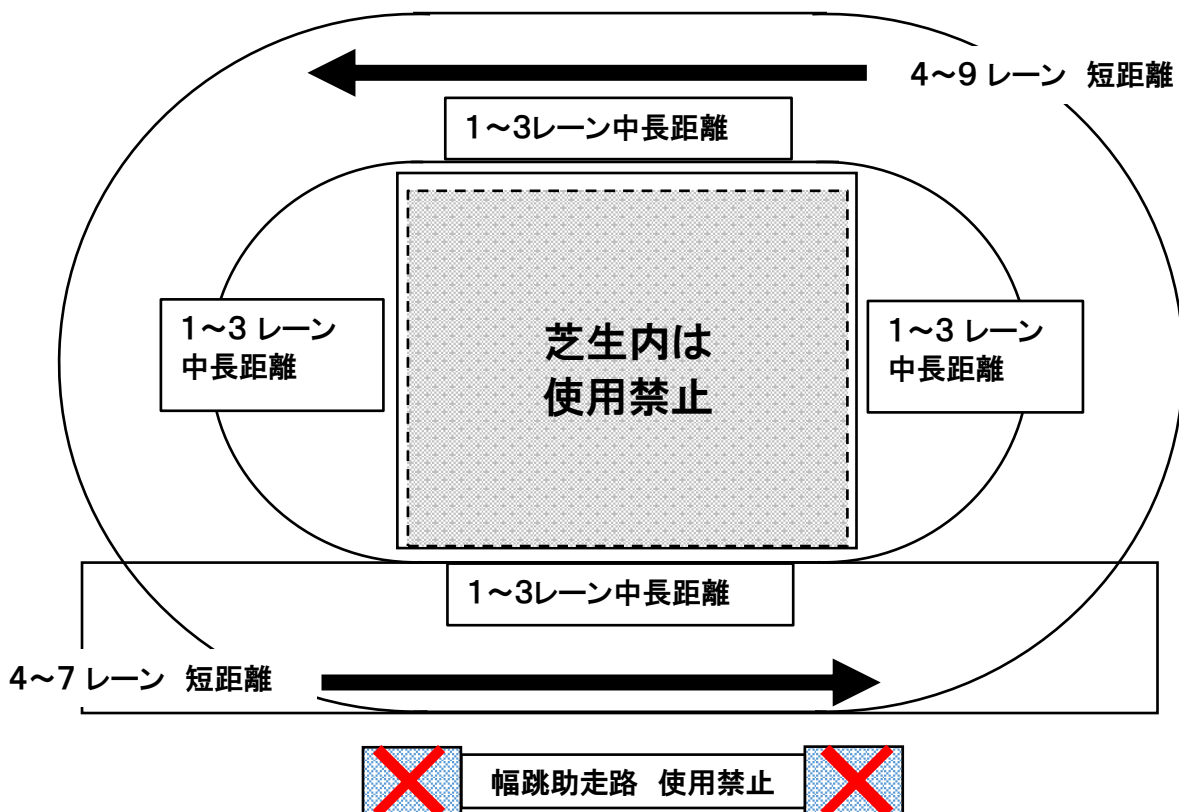 4～9 レーン 短距離
1～3レーン中長距離
1～3 レーン
中長距離
芝生内は
使用禁止
1～3 レーン
中長距離
1～3レーン中長距離
4～7 レーン 短距離
幅跳助走路 使用禁止